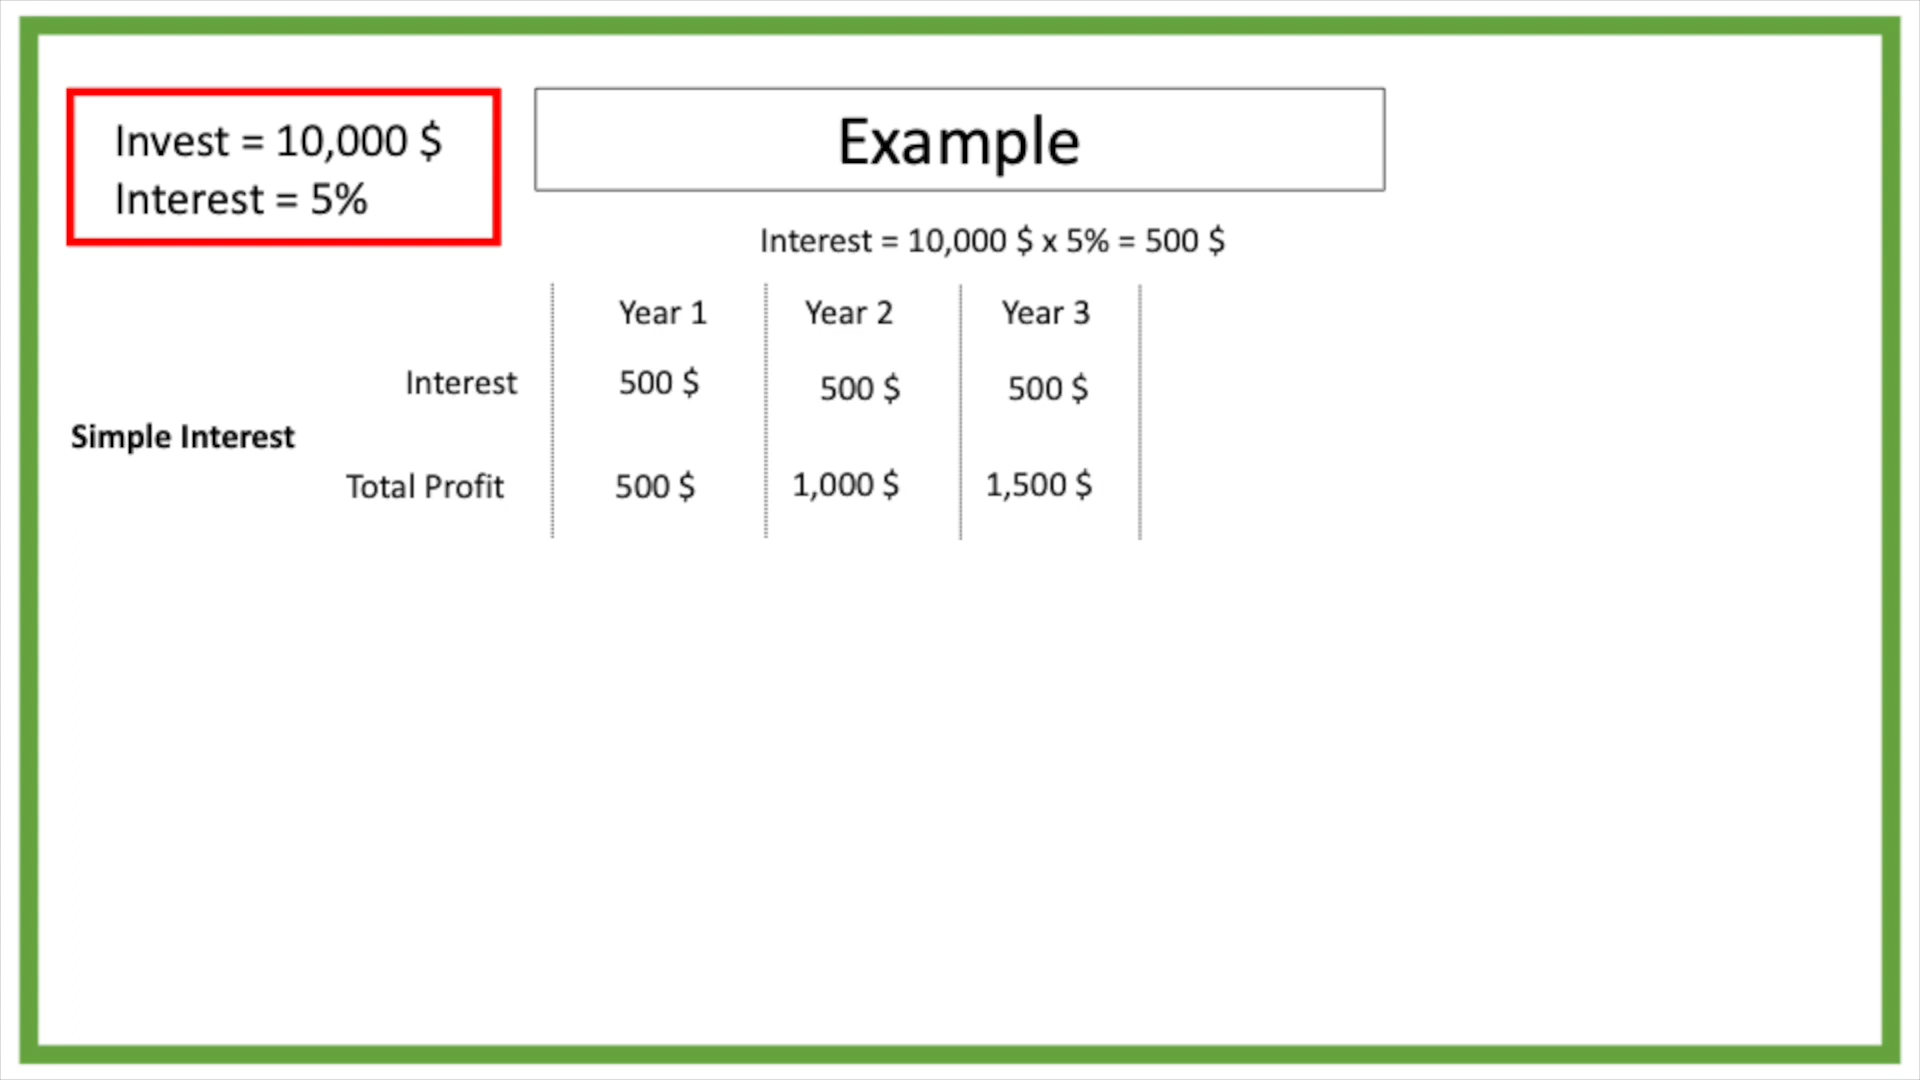 Invest = 10,000 $
Interest = 5%
Example
Interest = 10,000 $ x 5% = 500 $
Year 1 Year 2 Year 3
Interest 500 $ 500 $ 500 $
Simple Interest
Total Profit 500 $ 1,000 $ 1,500 $